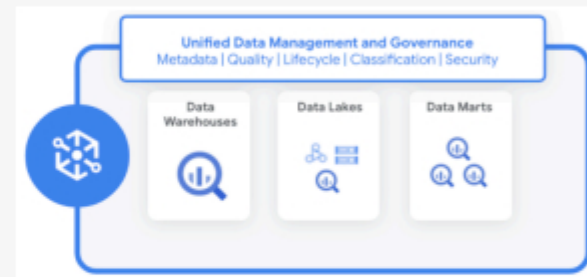 Unified Data Management and Governance
Metadata | Quality | Lifecycle | Classification | Security
Data
Warehouses
Data Lakes
Data Marts